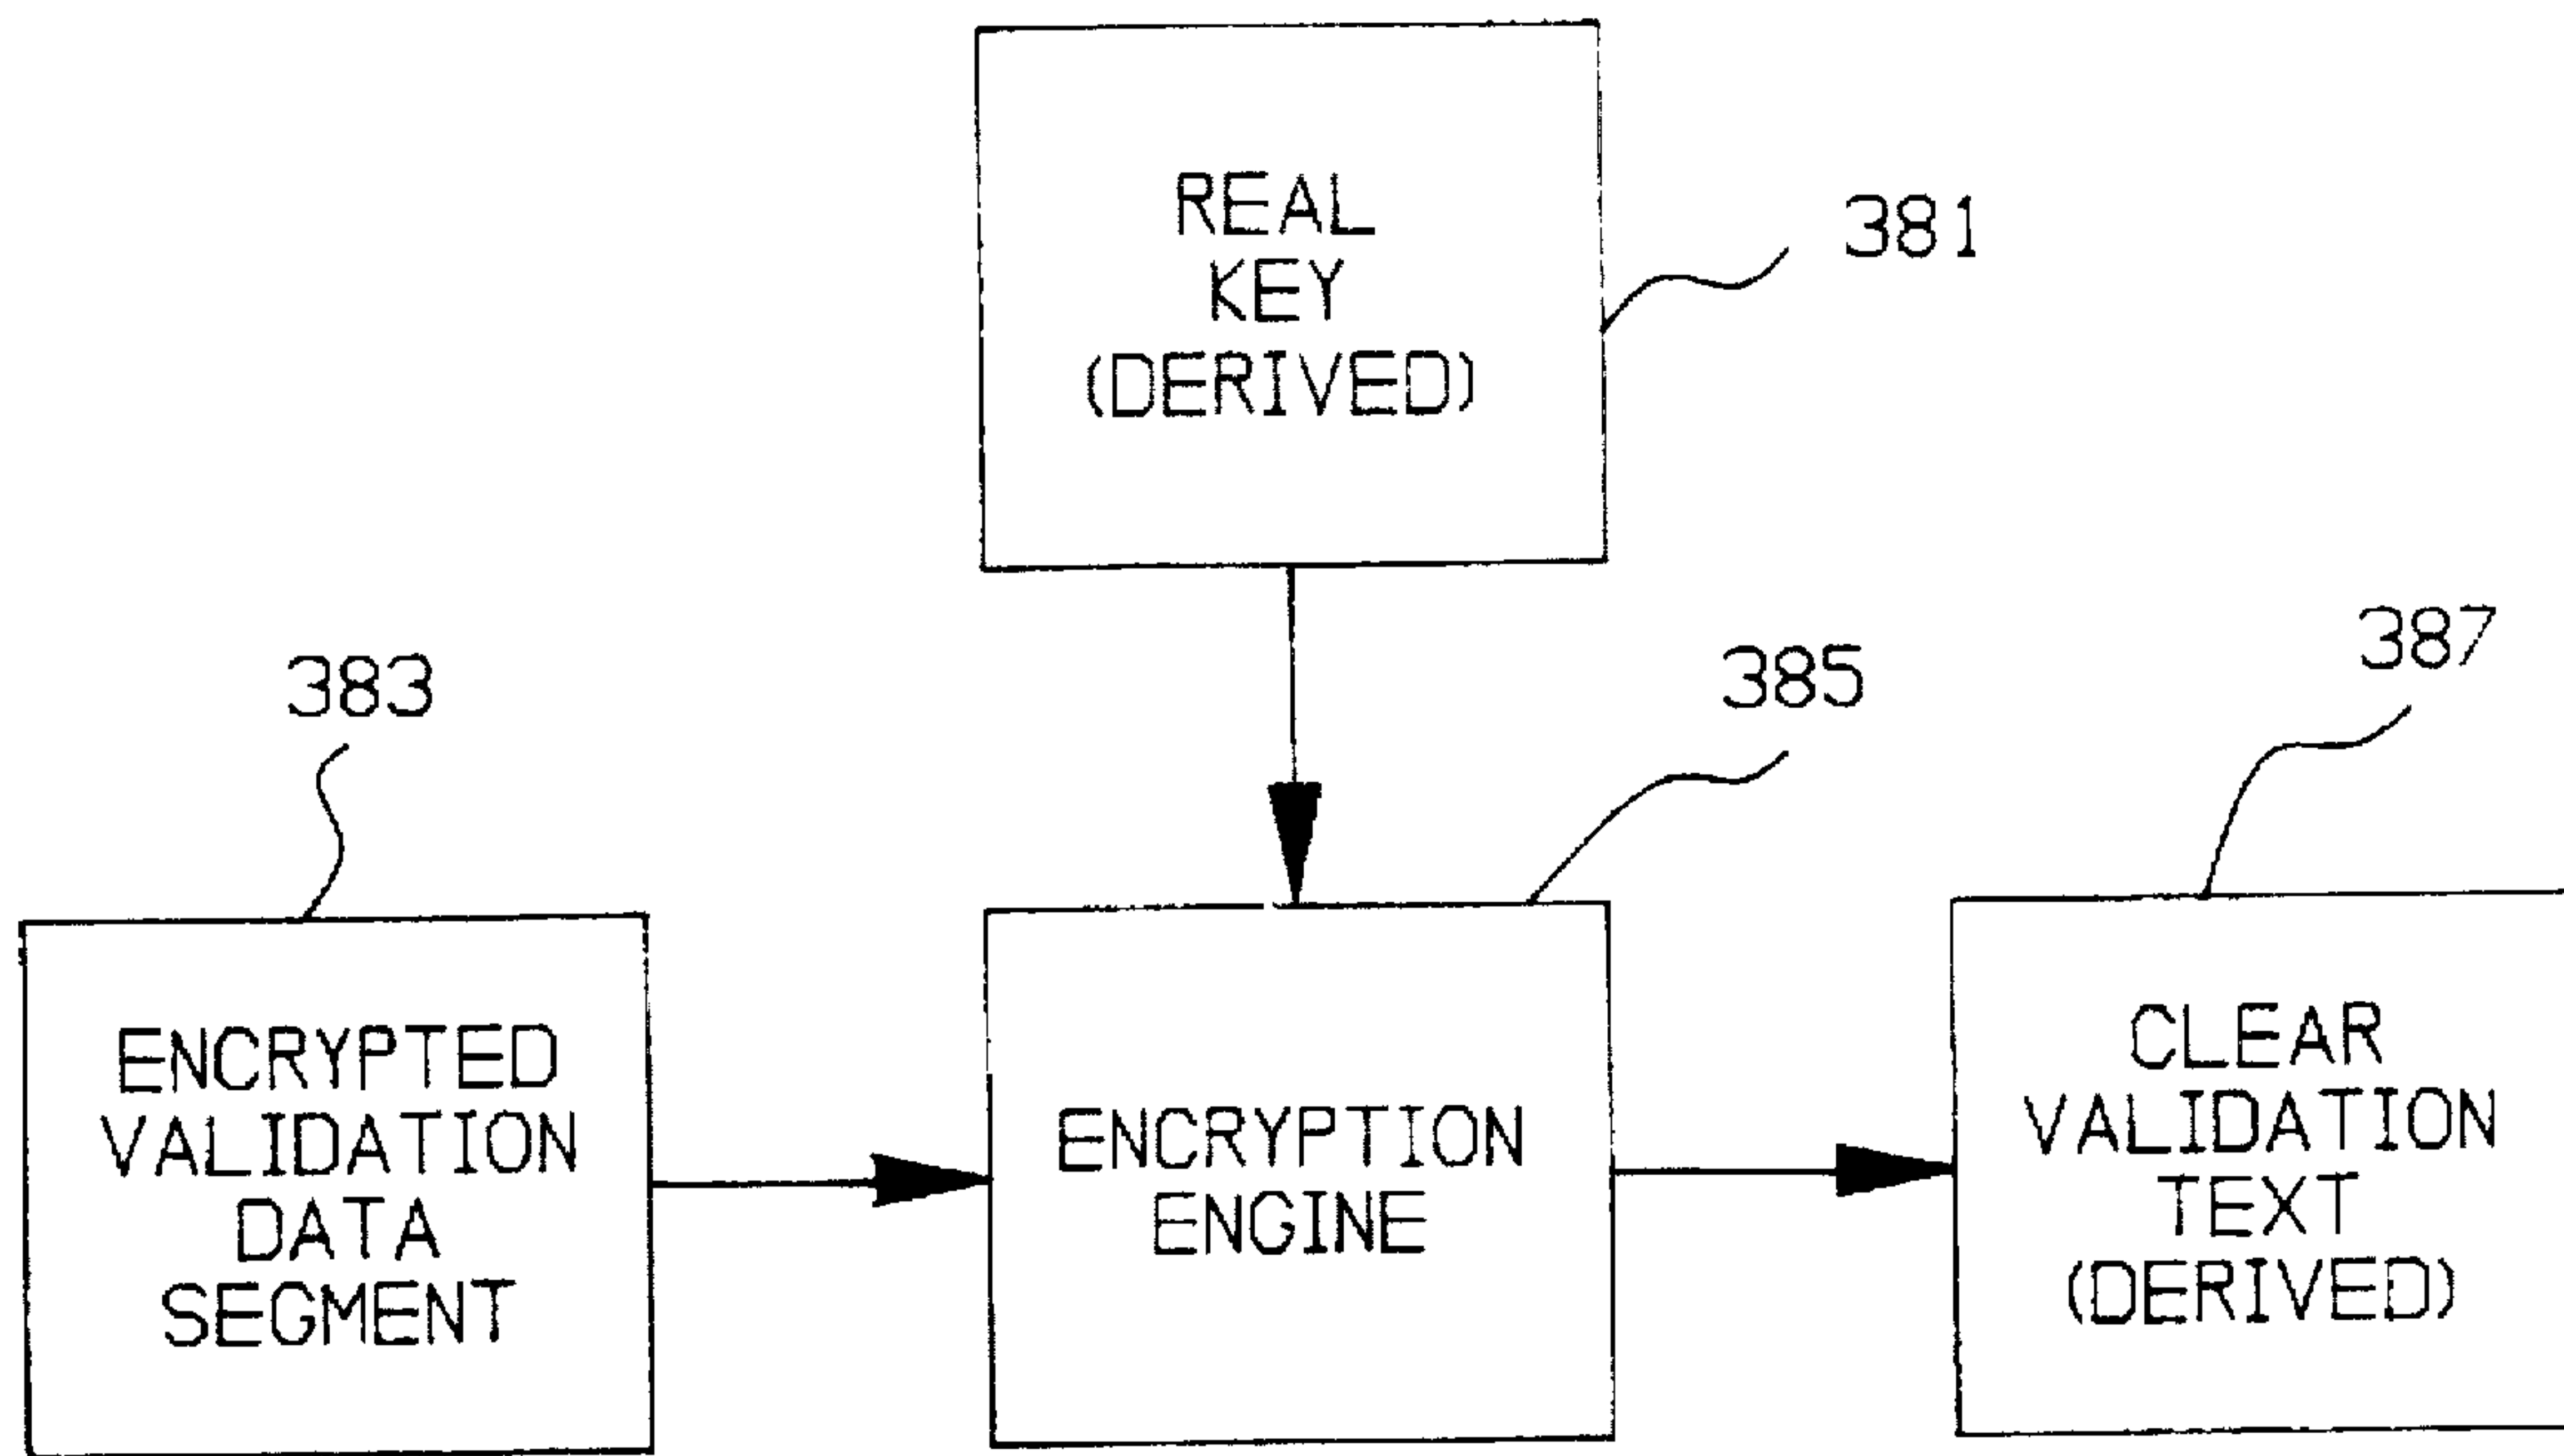 REAL
KEY
(DERIVED)
381
383
385
387
ENCRYPTED
VALIDATION
DATA
SEGMENT
ENCRYPTION
ENGINE
CLEAR
VALIDATION
TEXT
(DERIVED)